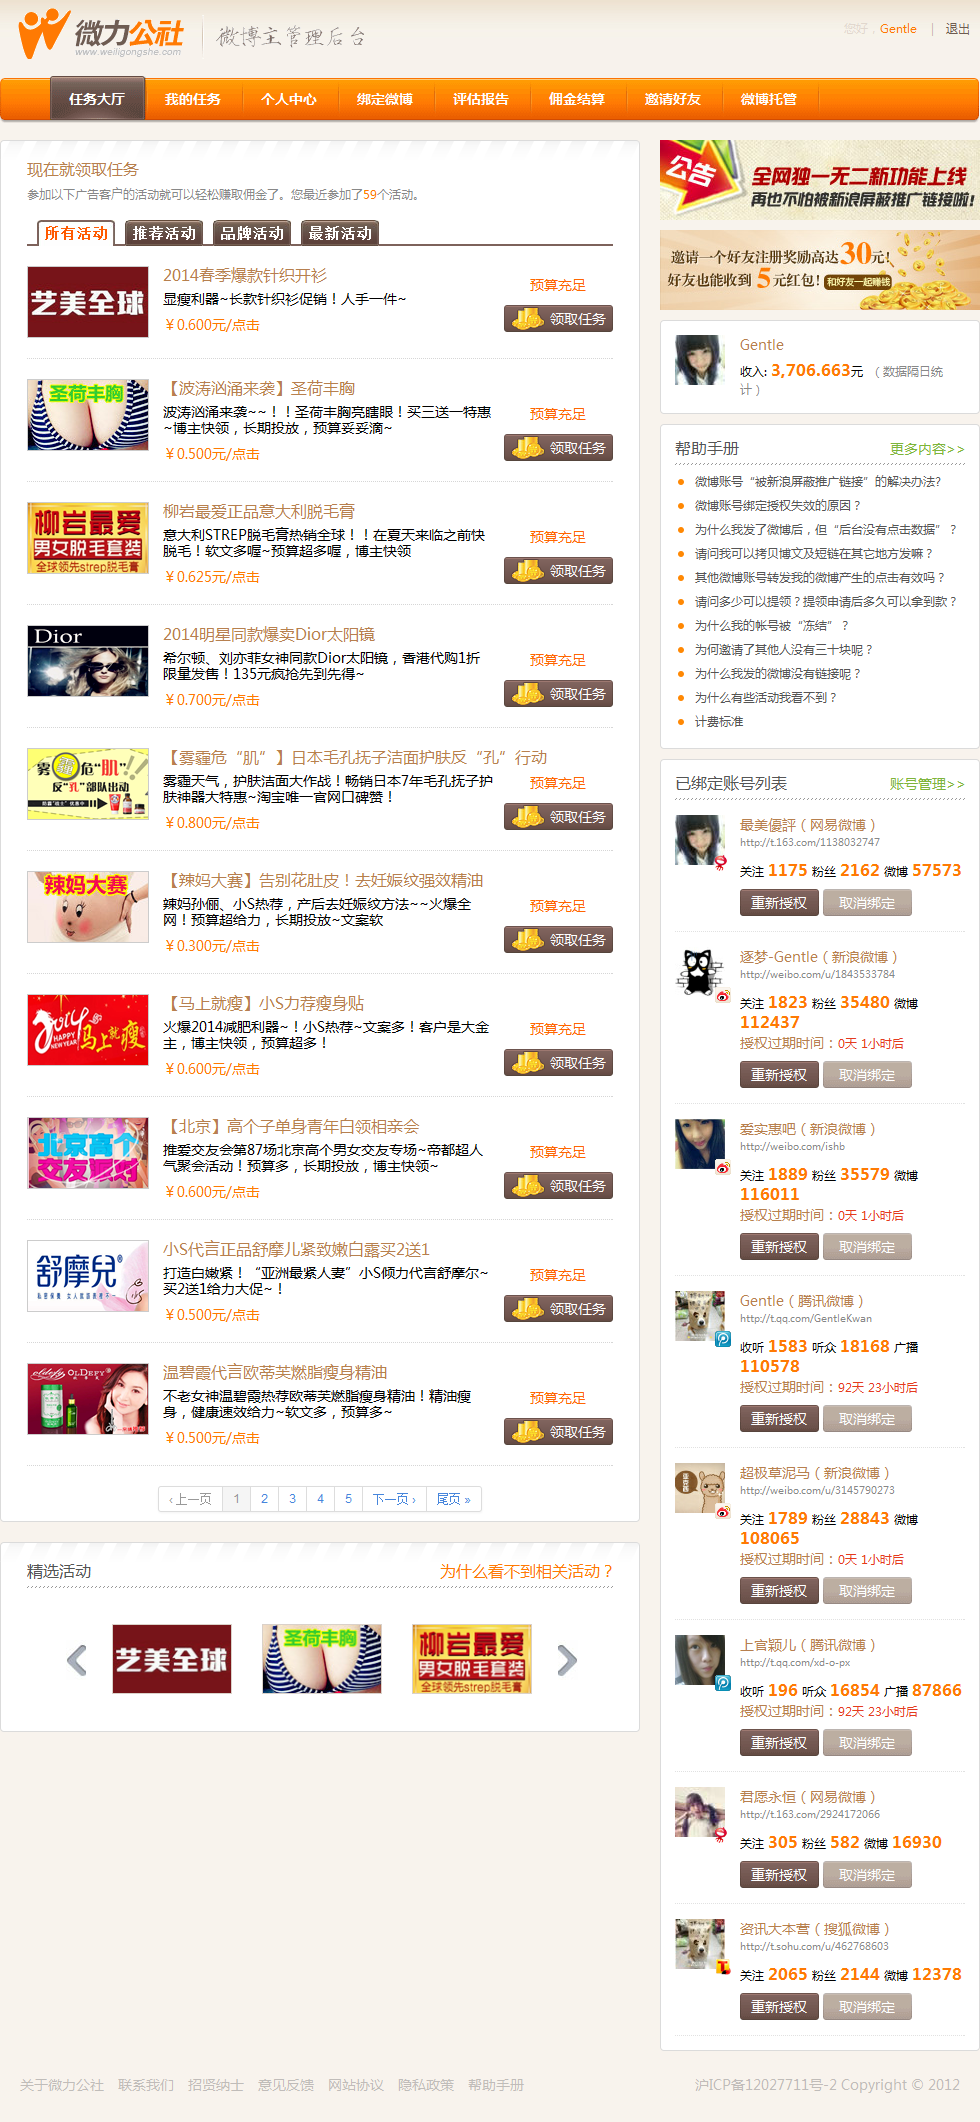 微力公社
www.weiligongshe.com
微博主管理后台
您好，Gentle | 退出
任务大厅 我的任务 个人中心 绑定微博 评估报告 佣金结算 邀请好友 微博托管
现在就领取任务
参加以下广告客户的活动就可以轻松赚取佣金了。您最近参加了59个活动。
所有活动 推荐活动 品牌活动 最新活动
艺美全球
2014春季爆款针织开衫
显瘦利器~长款针织衫促销！人手一件~
￥0.600元/点击
预算充足
领取任务
圣荷丰胸
【波涛汹涌来袭】圣荷丰胸
波涛汹涌来袭~~！！圣荷丰胸亮瞎眼！买三送一特惠
~博主快领，长期投放，预算妥妥滴~
￥0.500元/点击
预算充足
领取任务
柳岩最爱
男女脱毛套装
全球领先strep脱毛膏
柳岩最爱正品意大利脱毛膏
意大利STREP脱毛膏热销全球！！在夏天来临之前快
脱毛！软文多喔~预算超多喔，博主快领
￥0.625元/点击
预算充足
领取任务
Dior
2014明星同款爆卖Dior太阳镜
希尔顿、刘亦菲女神同款Dior太阳镜，香港代购1折
限量发售！135元疯抢先到先得~
￥0.700元/点击
预算充足
领取任务
雾霾危“肌”!!
反“孔”部队出动
【雾霾危“肌”】日本毛孔抚子洁面护肤反“孔”行动
雾霾天气，护肤洁面大作战！畅销日本7年毛孔抚子护
肤神器大特惠~淘宝唯一官网口碑赞！
￥0.800元/点击
预算充足
领取任务
辣妈大赛
【辣妈大赛】告别花肚皮！去妊娠纹强效精油
辣妈孙俪、小S热荐，产后去妊娠纹方法~~火爆全
网！预算超给力，长期投放~文案软
￥0.300元/点击
预算充足
领取任务
2014
HAPPY
NEW YEAR
马上就瘦
【马上就瘦】小S力荐瘦身贴
火爆2014减肥利器~！小S热荐~文案多！客户是大金
主，博主快领，预算超多！
￥0.600元/点击
预算充足
领取任务
北京高个
交友派对
【北京】高个子单身青年白领相亲会
推爱交友会第87场北京高个男女交友专场~帝都超人
气聚会活动！预算多，长期投放，博主快领~
￥0.600元/点击
预算充足
领取任务
舒摩兒®
小S代言正品舒摩儿紧致嫩白露买2送1
打造白嫩紧！“亚洲最紧人妻”小S倾力代言舒摩尔~
买2送1给力大促~！
￥0.500元/点击
预算充足
领取任务
OLDEFY
温碧霞代言欧蒂芙燃脂瘦身精油
不老女神温碧霞热荐欧蒂芙燃脂瘦身精油！精油瘦
身，健康速效给力~软文多，预算多~
￥0.500元/点击
预算充足
领取任务
‹ 上一页 1 2 3 4 5 下一页 › 尾页 »
精选活动 为什么看不到相关活动？
艺美全球
圣荷丰胸
柳岩最爱
男女脱毛套装
全球领先strep脱毛膏
公告
全网独一无二新功能上线
再也不怕被新浪屏蔽推广链接啦！
邀请一个好友注册奖励高达30元！
好友也能收到5元红包！和好友一起赚钱
Gentle
收入: 3,706.663元 （数据隔日统
计）
帮助手册 更多内容>>
微博账号“被新浪屏蔽推广链接”的解决办法?
微博账号绑定授权失效的原因？
为什么我发了微博后，但“后台没有点击数据”？
请问我可以拷贝博文及短链在其它地方发嘛？
其他微博账号转发我的微博产生的点击有效吗？
请问多少可以提领？提领申请后多久可以拿到款？
为什么我的帐号被“冻结”？
为何邀请了其他人没有三十块呢？
为什么我发的微博没有链接呢？
为什么有些活动我看不到？
计费标准
已绑定账号列表 账号管理>>
最美優評（网易微博）
http://t.163.com/1138032747
关注 1175 粉丝 2162 微博 57573
重新授权 取消绑定
逐梦-Gentle（新浪微博）
http://weibo.com/u/1843533784
关注 1823 粉丝 35480 微博
112437
授权过期时间：0天 1小时后
重新授权 取消绑定
爱实惠吧（新浪微博）
http://weibo.com/ishb
关注 1889 粉丝 35579 微博
116011
授权过期时间：0天 1小时后
重新授权 取消绑定
Gentle（腾讯微博）
http://t.qq.com/GentleKwan
收听 1583 听众 18168 广播
110578
授权过期时间：92天 23小时后
重新授权 取消绑定
超极草泥马（新浪微博）
http://weibo.com/u/3145790273
关注 1789 粉丝 28843 微博
108065
授权过期时间：0天 1小时后
重新授权 取消绑定
上官颖儿（腾讯微博）
http://t.qq.com/xd-o-px
收听 196 听众 16854 广播 87866
授权过期时间：92天 23小时后
重新授权 取消绑定
君愿永恒（网易微博）
http://t.163.com/2924172066
关注 305 粉丝 582 微博 16930
重新授权 取消绑定
资讯大本营（搜狐微博）
http://t.sohu.com/u/462768603
关注 2065 粉丝 2144 微博 12378
重新授权 取消绑定
关于微力公社 联系我们 招贤纳士 意见反馈 网站协议 隐私政策 帮助手册
沪ICP备12027711号-2 Copyright © 2012